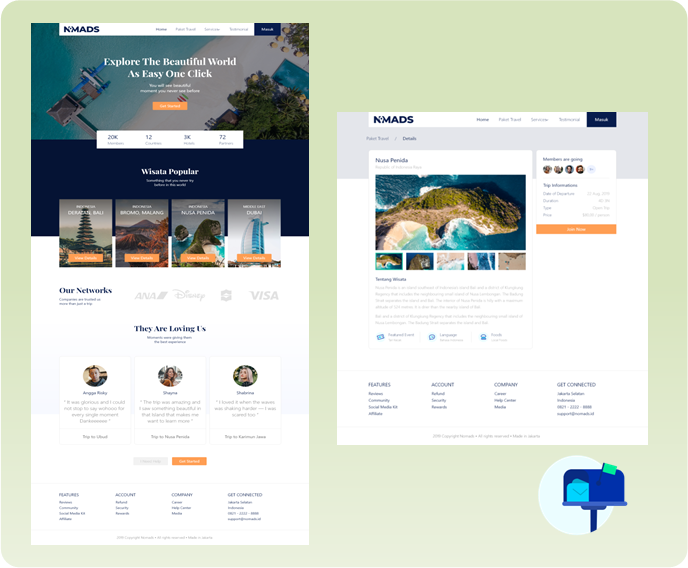 NOMADS
Home Paket Travel Services Testimonial Masuk
Explore The Beautiful World
As Easy One Click
You will see beautiful
moment you never see before
Get Started
20K 12 3K 72
Members Countries Hotels Partners
Wisata Popular
Something that you never try
before in this world
INDONESIA INDONESIA INDONESIA MIDDLE EAST
DERATAN, BALI BROMO, MALANG NUSA PENIDA DUBAI
View Details View Details View Details View Details
Our Networks
Companies are trusted us
more than just a trip
ANA Disney VISA
They Are Loving Us
Moments were giving them
the best experience
Angga Risky
“ It was glorious and I could
not stop to say wohooo for
every single moment
Dankeeeeee ”
Trip to Ubud
Shayna
“ The trip was amazing and
I saw something beautiful in
that Island that makes me
want to learn more ”
Trip to Nusa Penida
Shabrina
“ I loved it when the waves
was shaking harder — I was
scared too ”
Trip to Karimun Jawa
Get Started
FEATURES
Reviews
Community
Social Media Kit
Affiliate
ACCOUNT
Refund
Security
Rewards
COMPANY
Career
Help Center
Media
GET CONNECTED
Jakarta Selatan
Indonesia
0821 - 2222 - 8888
support@nomads.id
2019 Copyright Nomads • All rights reserved • Made in Jakarta
NOMADS
Home Paket Travel Services Testimonial Masuk
Paket Travel / Details
Nusa Penida
Republic of Indonesia Raya
Tentang Wisata
Featured Event
Language
Foods
Members are going
Trip Informations
Date of Departure 22 Aug, 2019
Duration 4D 3N
Type Open Trip
Price
Join Now
FEATURES
Reviews
Community
Social Media Kit
Affiliate
ACCOUNT
Refund
Security
Rewards
COMPANY
Career
Help Center
Media
GET CONNECTED
Jakarta Selatan
Indonesia
0821 - 2222 - 8888
support@nomads.id
2019 Copyright Nomads • All rights reserved • Made in Jakarta